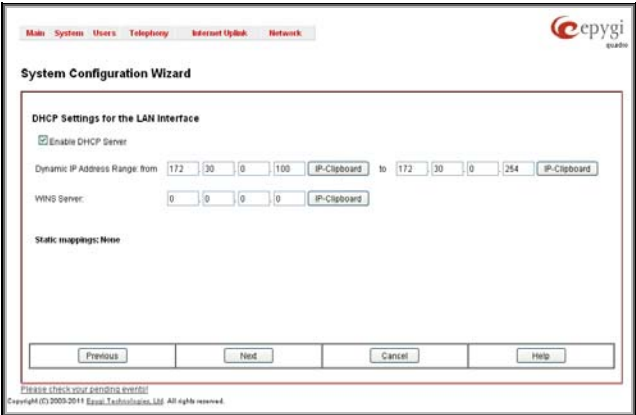 Main System Users Telephony Internet Uplink Network
epygi
quadro
System Configuration Wizard
DHCP Settings for the LAN Interface
Enable DHCP Server
Dynamic IP Address Range: from 172 . 30 . 0 . 100 IP-Clipboard to 172 . 30 . 0 . 254 IP-Clipboard
WINS Server: 0 . 0 . 0 . 0 IP-Clipboard
Static mappings: None
Previous Next Cancel Help
Please check your pending events!
Copyright (C) 2003-2011 Epygi Technologies, Ltd. All rights reserved.